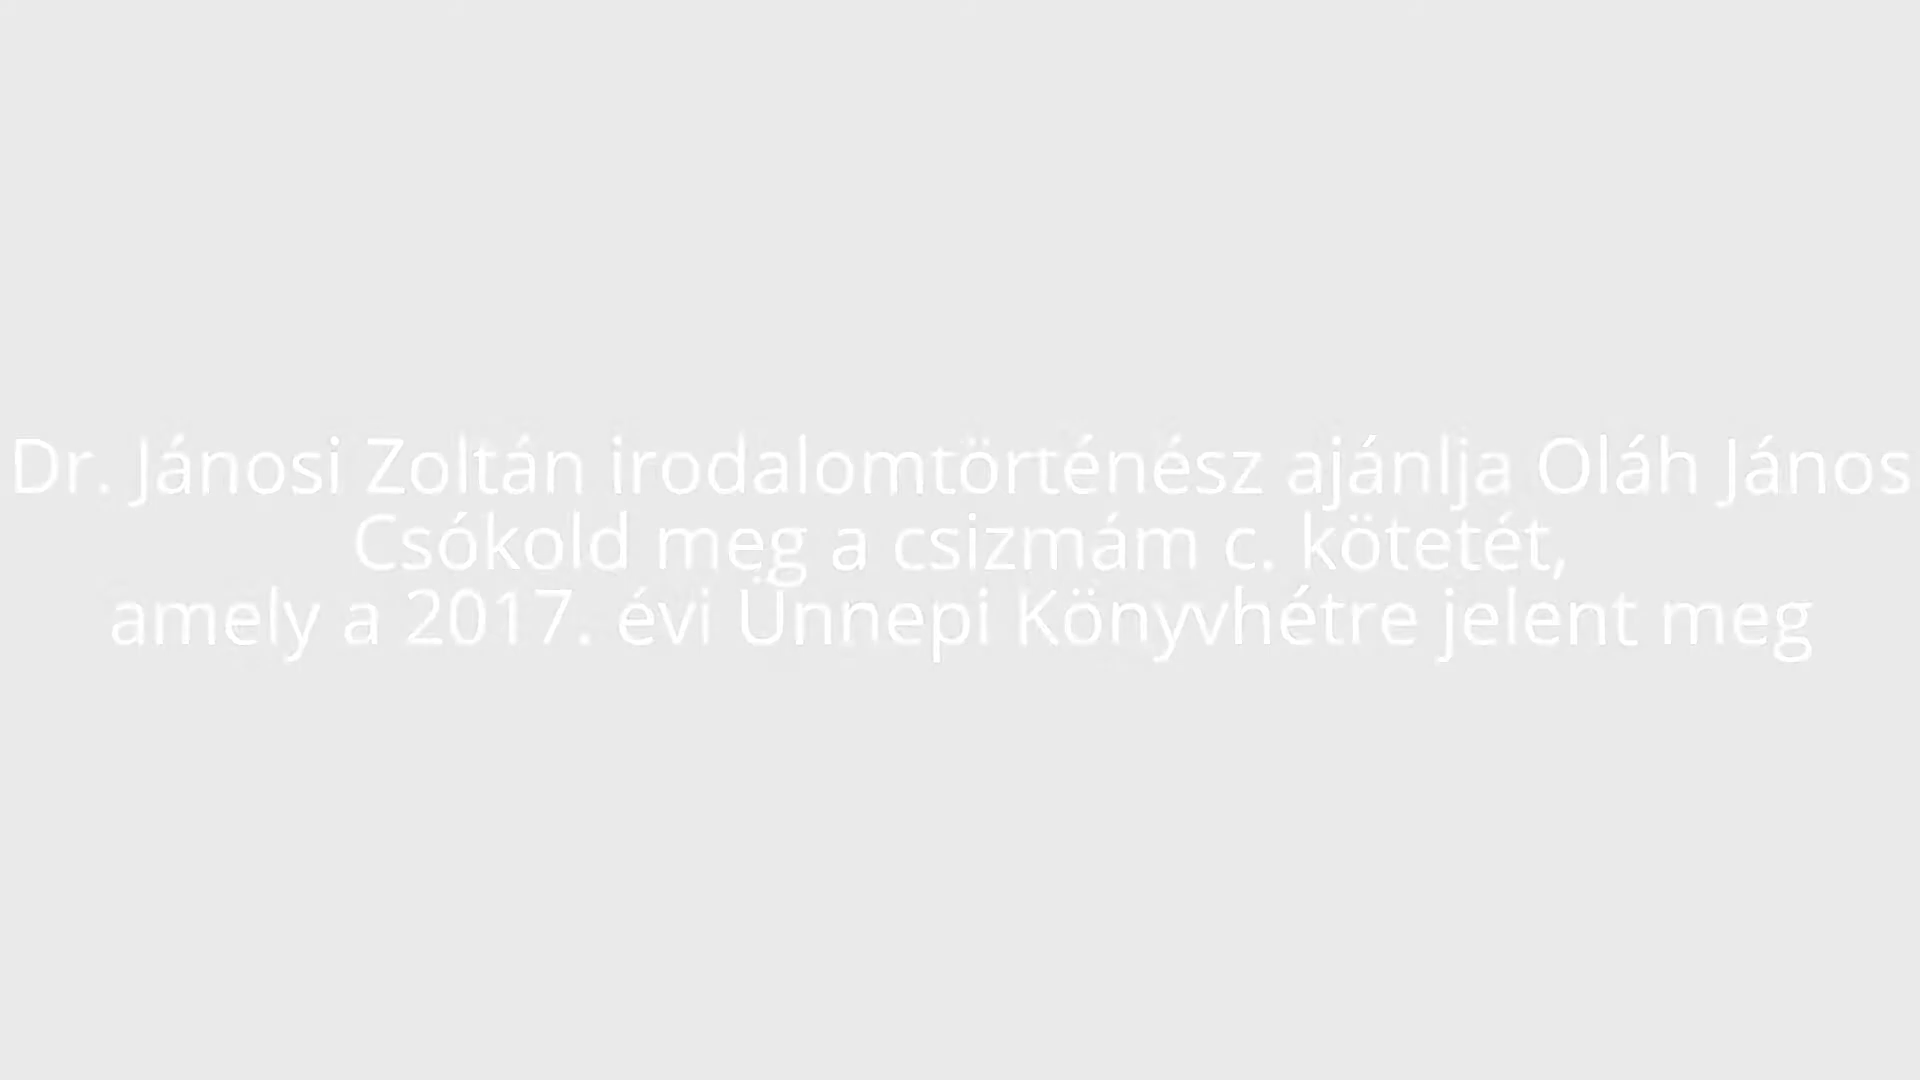 Dr. Jánosi Zoltán irodalomtörténész ajánlja Oláh János
Csókold meg a csizmám c. kötetét,
amely a 2017. évi Ünnepi Könyvhétre jelent meg